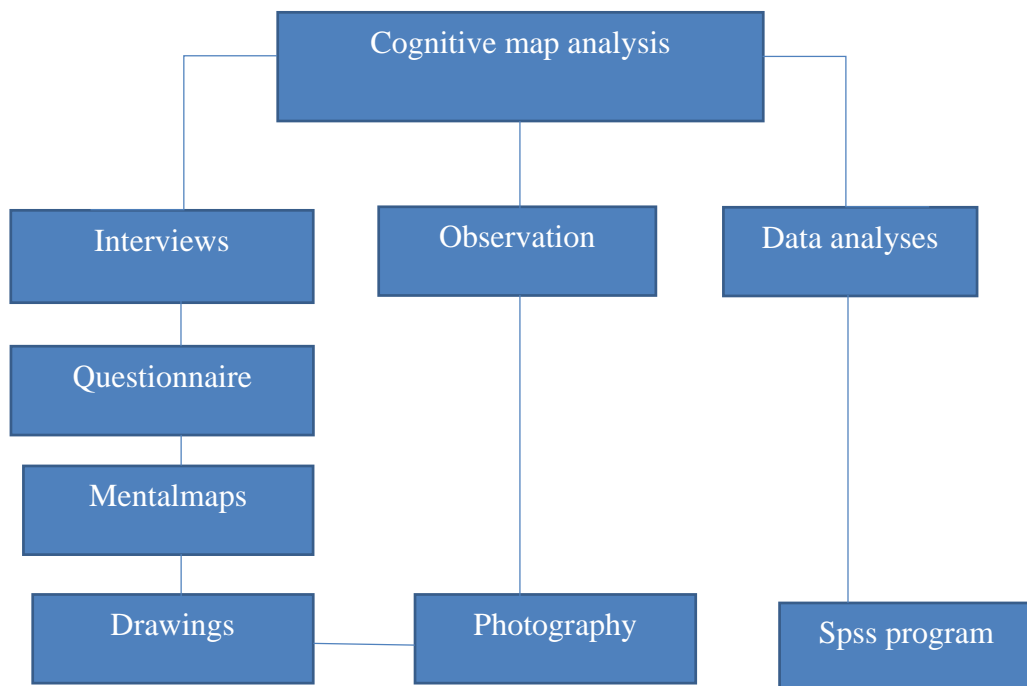 Cognitive map analysis
Interviews
Observation
Data analyses
Questionnaire
Mentalmaps
Drawings
Photography
Spss program